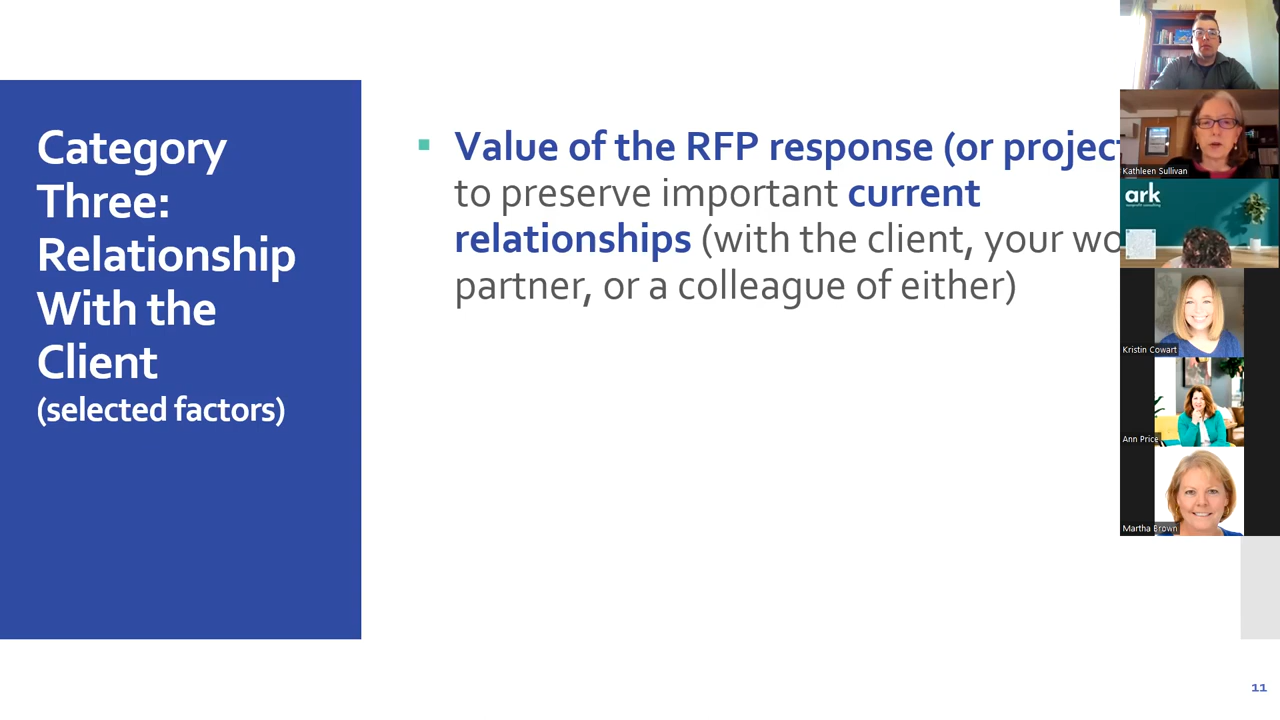 Category
Three:
Relationship
With the
Client
(selected factors)
Value of the RFP response (or project
to preserve important current
relationships (with the client, your
partner, or a colleague of either)
Kathleen Sullivan
ark
Kristin Cowart
Ann Price
Martha Brown
11